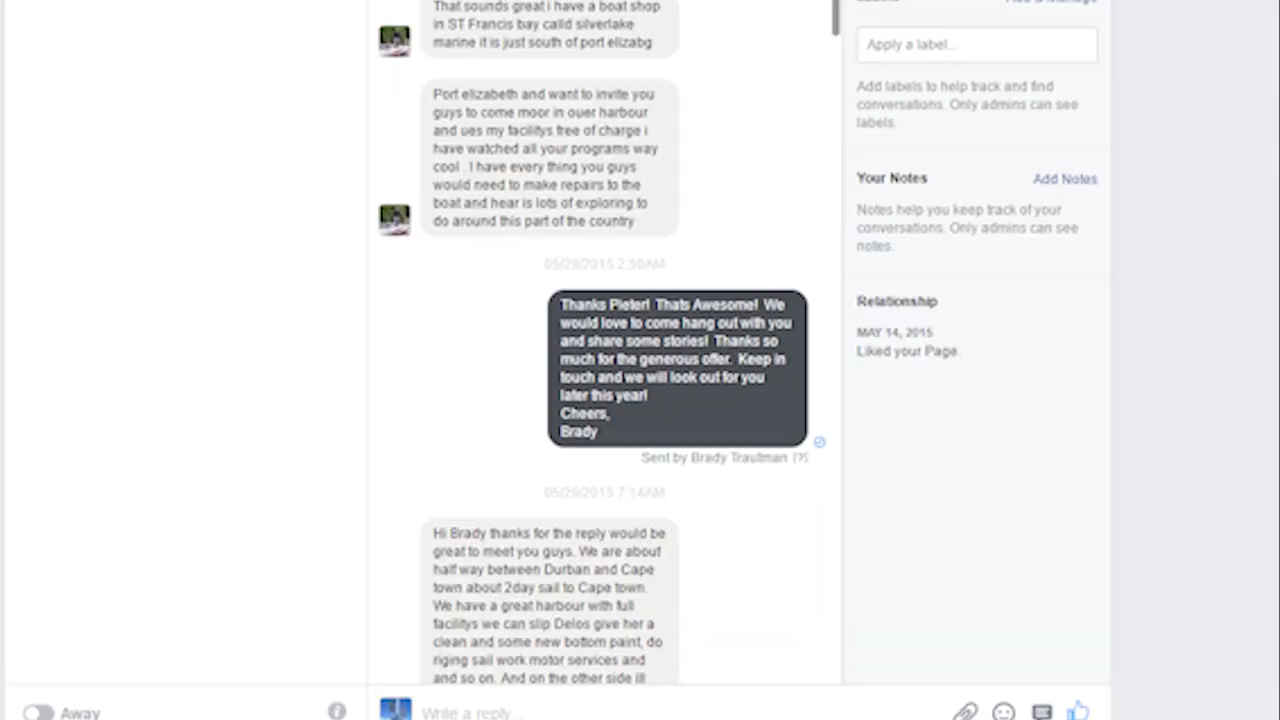 That sounds great i have a boat shop
in ST Francis bay calld silverlake
marine it is just south of port elizabg
Port elizabeth and want to invite you
guys to come moor in ouer harbour
and ues my facilitys free of charge i
have watched all your programs way
cool . I have every thing you guys
would need to make repairs to the
boat and hear is lots of exploring to
do around this part of the country
05/29/2015 2:50AM
Thanks Pieter! Thats Awesome! We
would love to come hang out with you
and share some stories! Thanks so
much for the generous offer. Keep in
touch and we will look out for you
later this year!
Cheers,
Brady
Sent by Brady Trautman [?]
05/29/2015 7:14AM
Hi Brady thanks for the reply would be
great to meet you guys. We are about
half way between Durban and Cape
town about 2day sail to Cape town.
We have a great harbour with full
facilitys we can slip Delos give her a
clean and some new bottom paint, do
riging sail work motor services and
and so on. And on the other side ill
Write a reply...
Away
Apply a label...
Add labels to help track and find
conversations. Only admins can see
labels.
Your Notes
Add Notes
Notes help you keep track of your
conversations. Only admins can see
notes.
Relationship
MAY 14, 2015
Liked your Page.